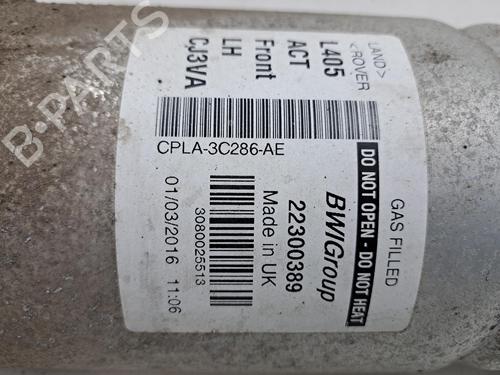 LAND>
<ROVER
L405
ACT
Front
LH
CJ3VA
CPLA-3C286-AE
DO NOT OPEN - DO NOT HEAT
GAS FILLED
BWIGroup
22300389
Made in UK
3080025513
01/03/2016 11:06
B-PARTS